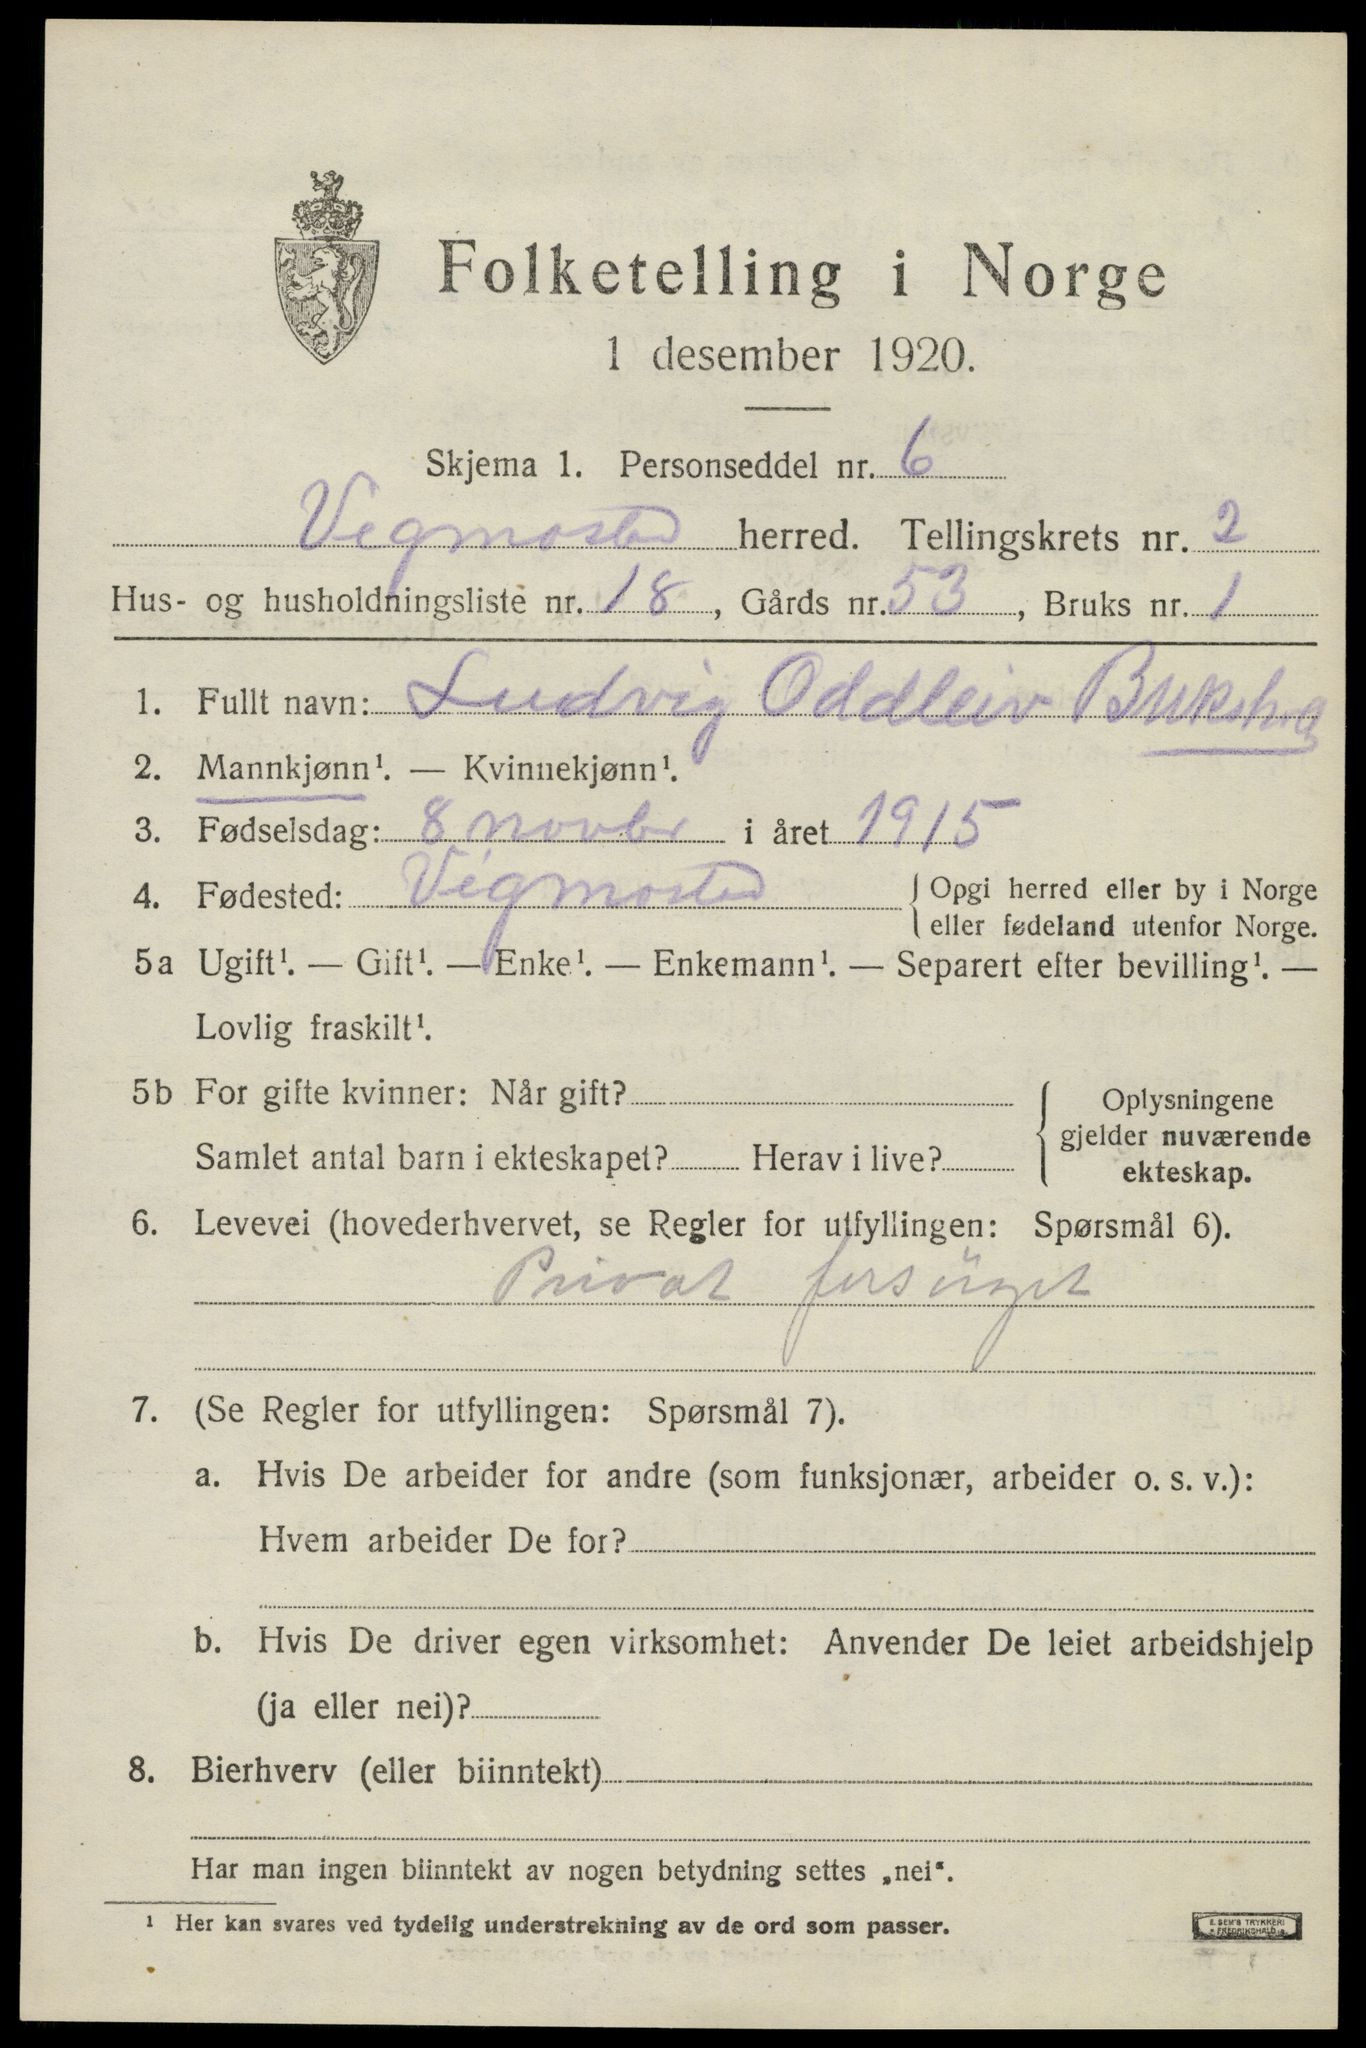 Folketelling i Norge
1 desember 1920.
Skjema 1. Personseddel nr. 6
Vegmostad herred. Tellingskrets nr. 2
Hus- og husholdningsliste nr. 18, Gårds nr. 53, Bruks nr. 1
1. Fullt navn: Ludvig Oddleiv
2. Mannkjønn¹. — Kvinnekjønn¹.
3. Fødselsdag: 8 novbr i året 1915
4. Fødested: Vigmostad { Opgi herred eller by i Norge
eller fødeland utenfor Norge.
5a Ugift¹. — Gift¹. — Enke¹. — Enkemann¹. — Separert efter bevilling¹. —
Lovlig fraskilt¹.
5b For gifte kvinner: Når gift?
Samlet antal barn i ekteskapet? Herav i live?
Oplysningene
gjelder nuværende
ekteskap.
6. Levevei (hovederhvervet, se Regler for utfyllingen: Spørsmål 6).
Privat forsürget
7. (Se Regler for utfyllingen: Spørsmål 7).
a. Hvis De arbeider for andre (som funksjonær, arbeider o. s. v.):
Hvem arbeider De for?
b. Hvis De driver egen virksomhet: Anvender De leiet arbeidshjelp
(ja eller nei)?
8. Bierhverv (eller biinntekt)
Har man ingen biinntekt av nogen betydning settes „nei“.
¹ Her kan svares ved tydelig understrekning av de ord som passer.
E. SEM'S TRYKKERI
FREDRIKSHALD